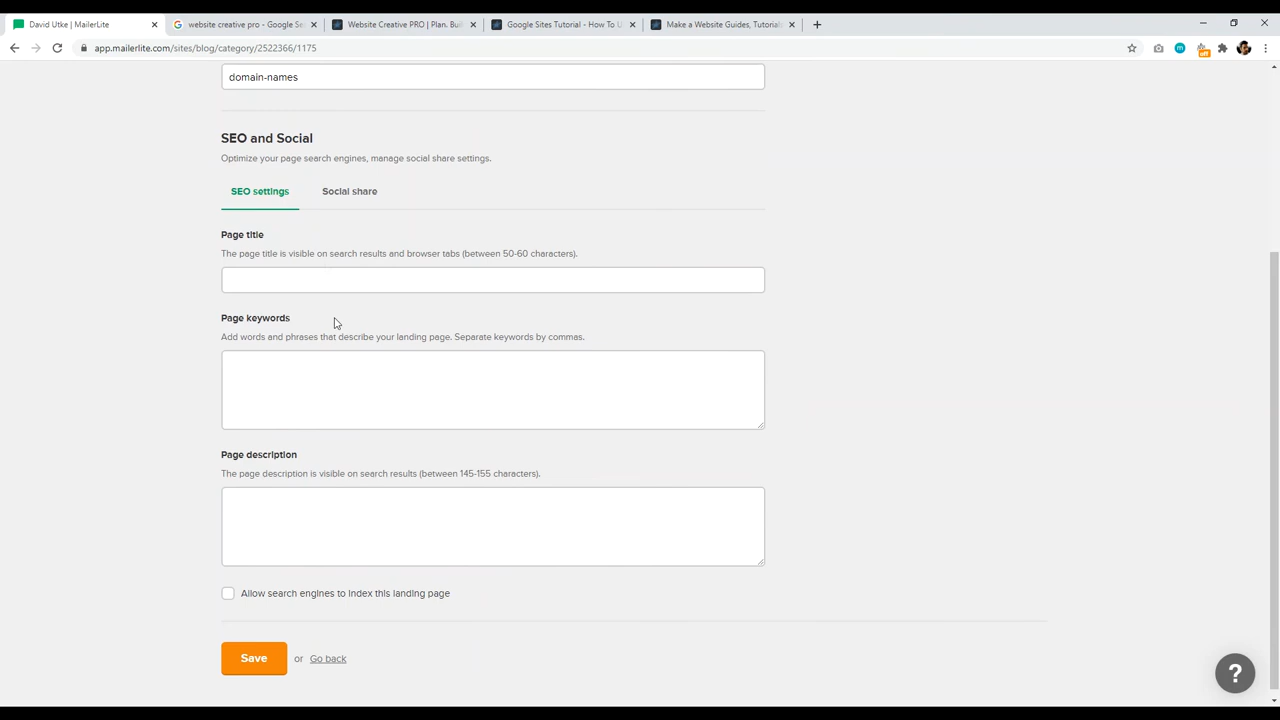 David Utke | MailerLite
website creative pro - Google Se
Website Creative PRO | Plan. Buil
Google Sites Tutorial - How To U
Make a Website Guides, Tutorial
app.mailerlite.com/sites/blog/category/2522366/1175
off
domain-names
SEO and Social
Optimize your page search engines, manage social share settings.
SEO settings
Social share
Page title
The page title is visible on search results and browser tabs (between 50-60 characters).
Page keywords
Add words and phrases that describe your landing page. Separate keywords by commas.
Page description
The page description is visible on search results (between 145-155 characters).
Allow search engines to index this landing page
Save or Go back
?